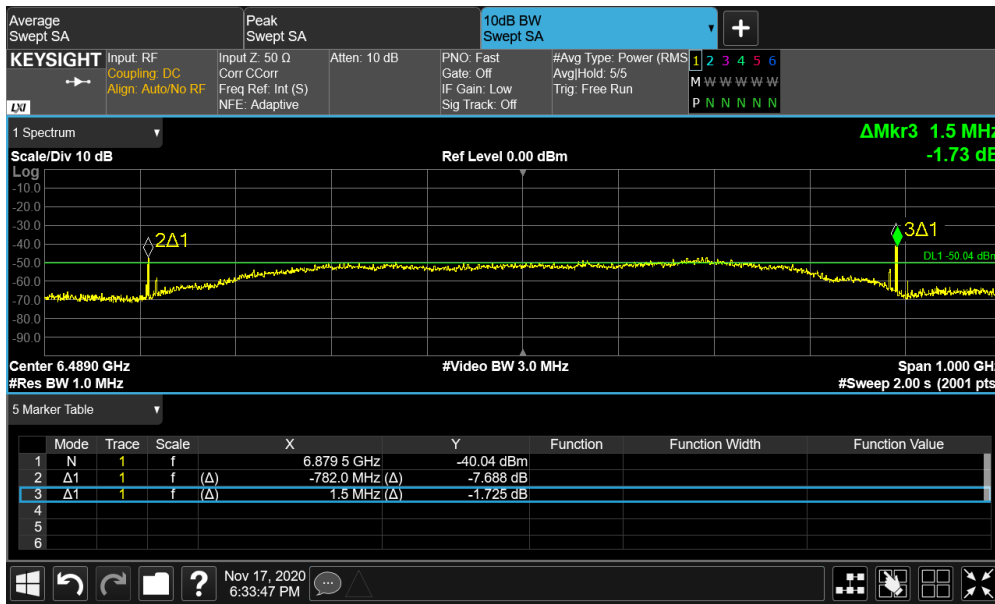 Average
Swept SA
Peak
Swept SA
10dB BW
Swept SA
▼
+
KEYSIGHT
LXI
Input: RF
Coupling: DC
Align: Auto/No RF
Input Z: 50 Ω
Corr CCorr
Freq Ref: Int (S)
NFE: Adaptive
Atten: 10 dB
PNO: Fast
Gate: Off
IF Gain: Low
Sig Track: Off
#Avg Type: Power (RMS
Avg|Hold: 5/5
Trig: Free Run
1 2 3 4 5 6
M W W W W W
P N N N N N
1 Spectrum ▼
ΔMkr3 1.5 MHz
-1.73 dB
Scale/Div 10 dB
Ref Level 0.00 dBm
Log
-10.0
-20.0
-30.0
-40.0
-50.0
-60.0
-70.0
-80.0
-90.0
2Δ1
3Δ1
DL1 -50.04 dBm
Center 6.4890 GHz
#Video BW 3.0 MHz
Span 1.000 GH
#Res BW 1.0 MHz
#Sweep 2.00 s (2001 pts
5 Marker Table ▼
Mode Trace Scale X Y Function Function Width Function Value
1 N 1 f 6.879 5 GHz -40.04 dBm
2 Δ1 1 f (Δ) -782.0 MHz (Δ) -7.688 dB
3 Δ1 1 f (Δ) 1.5 MHz (Δ) -1.725 dB
4
5
6
?
Nov 17, 2020
6:33:47 PM